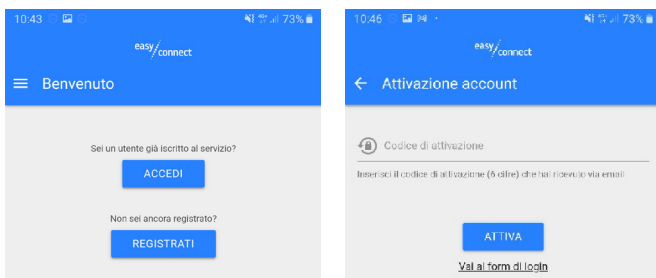 10:43
73%
easy/connect
Benvenuto
Sei un utente già iscritto al servizio?
ACCEDI
Non sei ancora registrato?
REGISTRATI
10:46
73%
easy/connect
Attivazione account
Codice di attivazione
Inserisci il codice di attivazione (6 cifre) che hai ricevuto via email
ATTIVA
Vai al form di login